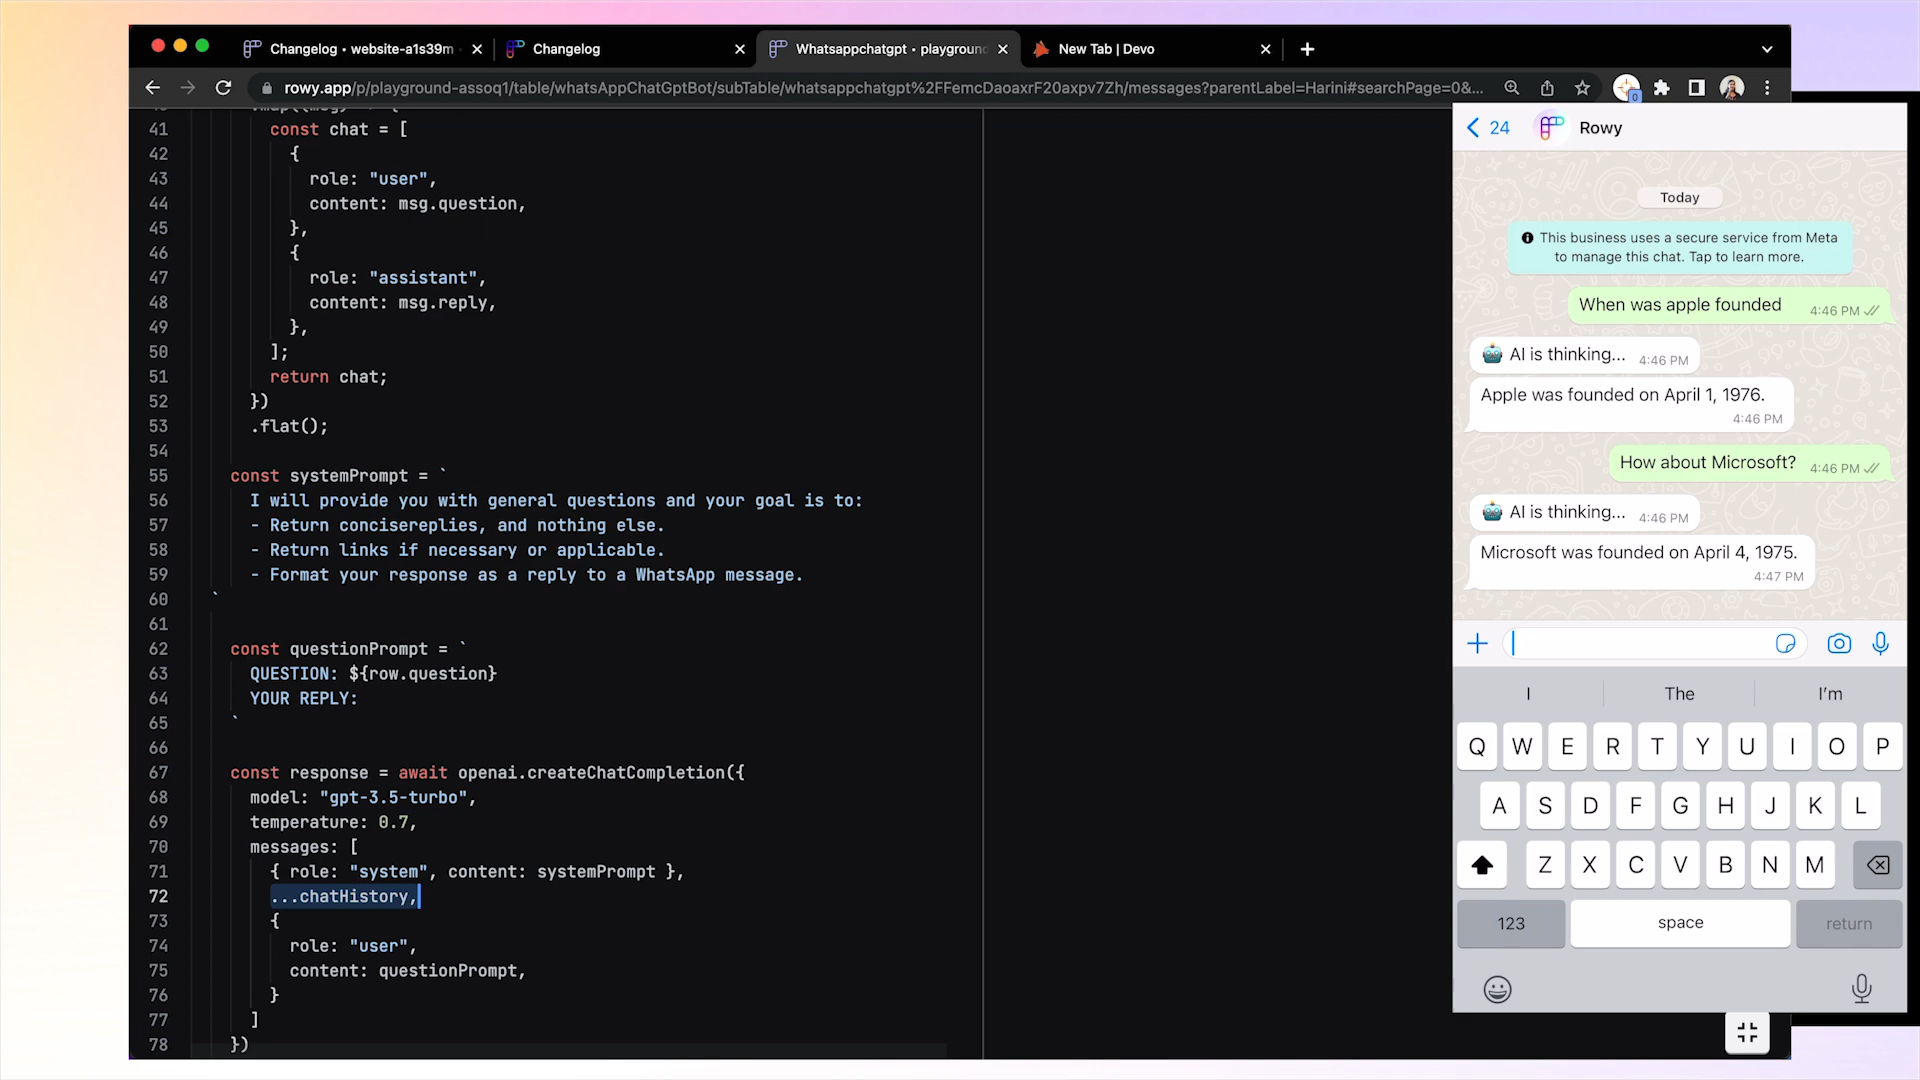 Changelog • website-a1s39m
Changelog
Whatsappchatgpt • playground
New Tab | Devo
rowy.app/p/playground-assoq1/table/whatsAppChatGptBot/subTable/whatsappchatgpt%2FFemcDaoaxrF20axpv7Zh/messages?parentLabel=Harini#searchPage=0&...
0
41 const chat = [
42 {
43 role: "user",
44 content: msg.question,
45 },
46 {
47 role: "assistant",
48 content: msg.reply,
49 },
50 ];
51 return chat;
52 })
53 .flat();
54
55 const systemPrompt = `
56 I will provide you with general questions and your goal is to:
57 - Return concisereplies, and nothing else.
58 - Return links if necessary or applicable.
59 - Format your response as a reply to a WhatsApp message.
60 `
61
62 const questionPrompt = `
63 QUESTION: ${row.question}
64 YOUR REPLY:
65 `
66
67 const response = await openai.createChatCompletion({
68 model: "gpt-3.5-turbo",
69 temperature: 0.7,
70 messages: [
71 { role: "system", content: systemPrompt },
72 ...chatHistory,
73 {
74 role: "user",
75 content: questionPrompt,
76 }
77 ]
78 })
24 Rowy
Today
This business uses a secure service from Meta
to manage this chat. Tap to learn more.
When was apple founded 4:46 PM
AI is thinking... 4:46 PM
Apple was founded on April 1, 1976.
4:46 PM
How about Microsoft? 4:46 PM
AI is thinking... 4:46 PM
Microsoft was founded on April 4, 1975.
4:47 PM
I The I'm
Q W E R T Y U I O P
A S D F G H J K L
Z X C V B N M
123 space return